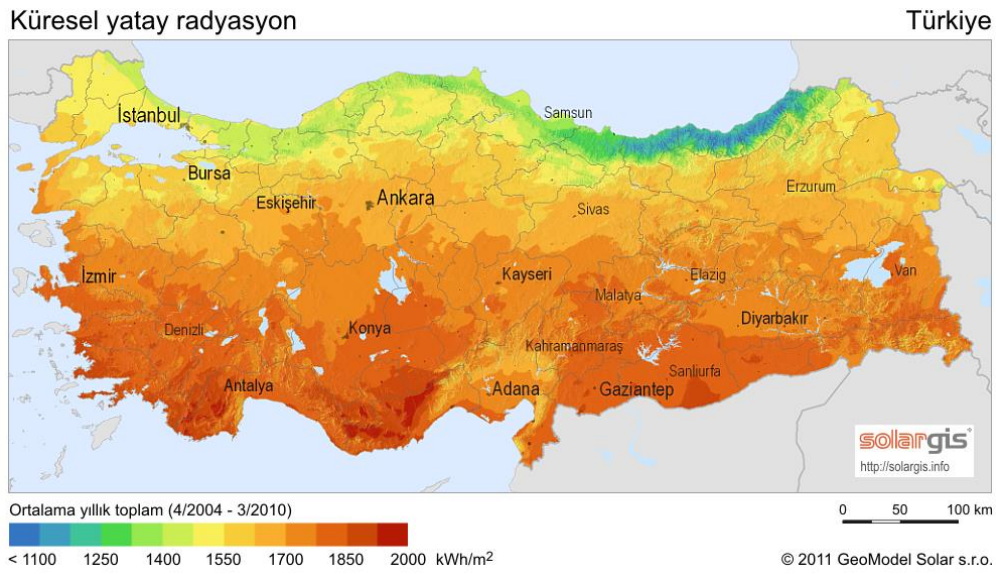 Küresel yatay radyasyon
Türkiye
İstanbul
Samsun
Bursa
Erzurum
Eskişehir
Ankara
Sivas
İzmir
Kayseri
Elazig
Van
Malatya
Diyarbakır
Denizli
Konya
Kahramanmaraş
Sanliurfa
Antalya
Adana
Gaziantep
solargis
http://solargis.info
Ortalama yıllık toplam (4/2004 - 3/2010)
0 50 100 km
< 1100 1250 1400 1550 1700 1850 2000 kWh/m²
© 2011 GeoModel Solar s.r.o.